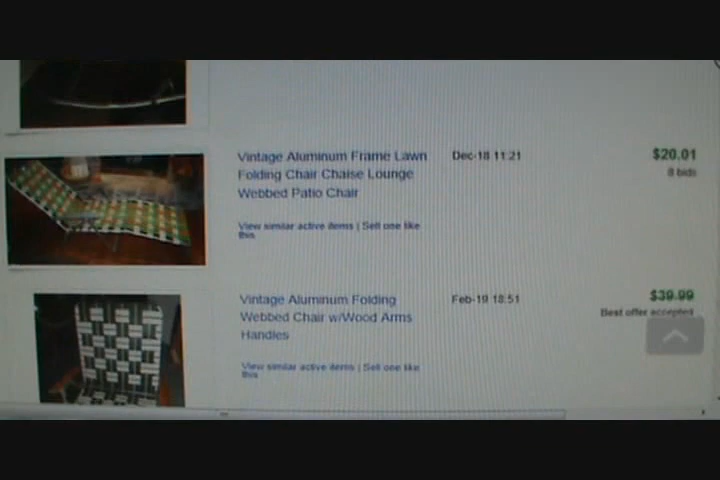 Vintage Aluminum Frame Lawn
Folding Chair Chaise Lounge
Webbed Patio Chair
Dec-18 11:21
$20.01
8 bids
View similar active items | Sell one like
this
Vintage Aluminum Folding
Webbed Chair w/Wood Arms
Handles
Feb-19 18:51
$39.99
Best offer accepted
View similar active items | Sell one like
this